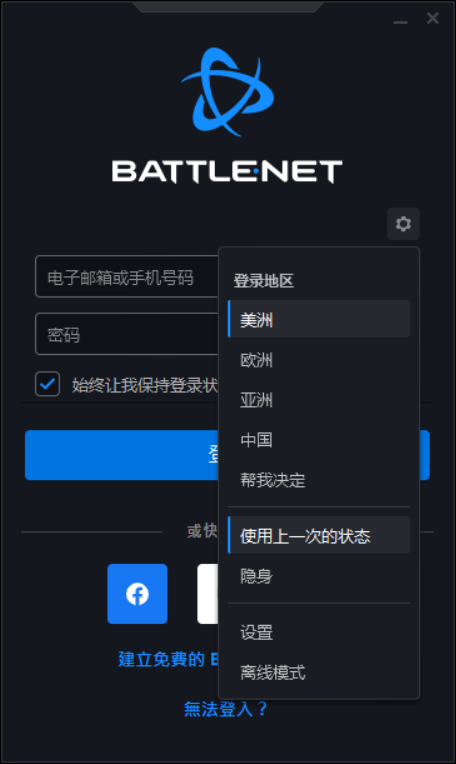 BATTLE.NET
登录地区
电子邮箱或手机号码
美洲
密码
欧洲
始终让我保持登录状
亚洲
中国
帮我决定
或快
使用上一次的状态
隐身
设置
建立免費的 B
离线模式
無法登入？